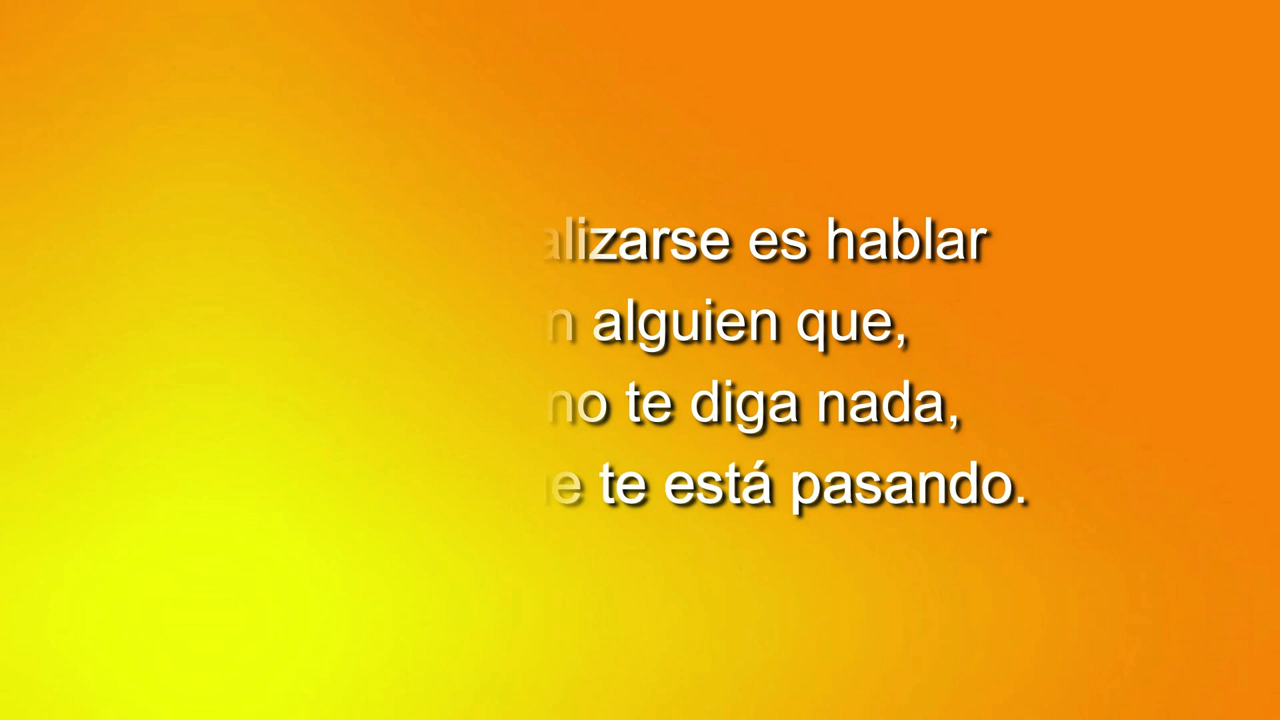 alizarse es hablar
n alguien que,
no te diga nada,
e te está pasando.